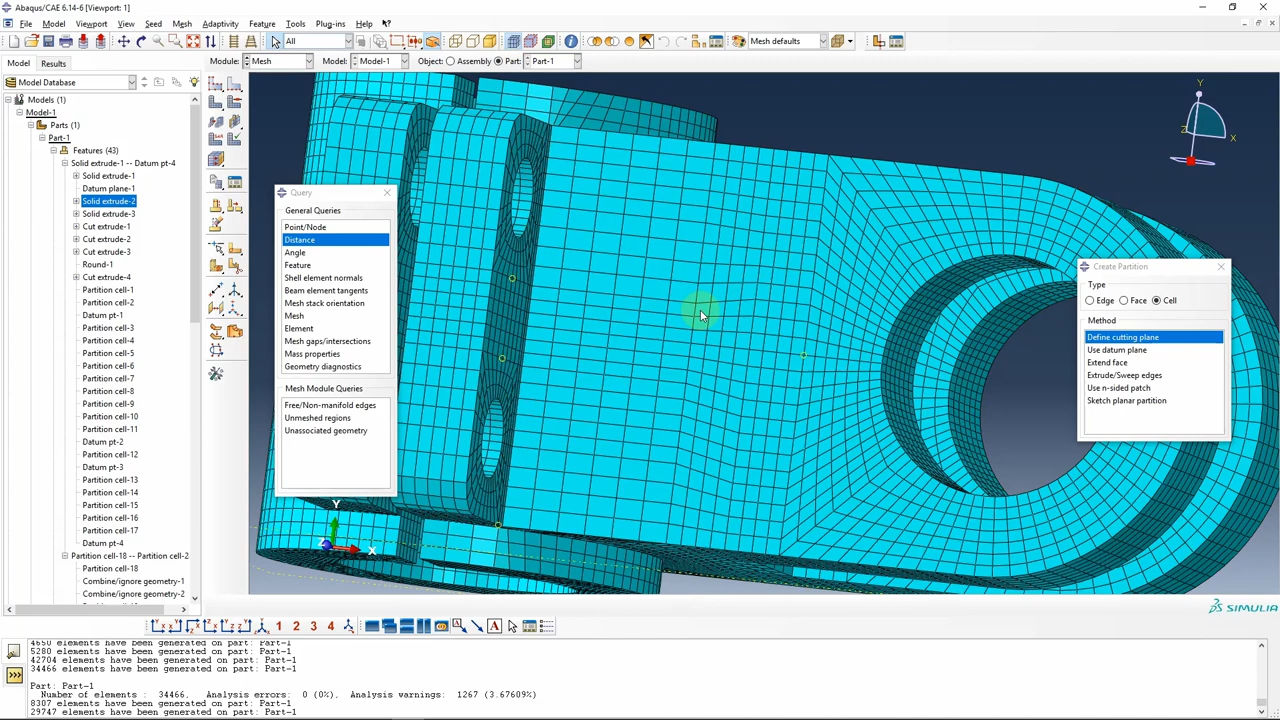 Abaqus/CAE 6.14-6 [Viewport: 1]
File Model Viewport View Seed Mesh Adaptivity Feature Tools Plug-ins Help
All Mesh defaults
Model Results Module: Mesh Model: Model-1 Object: Assembly Part: Part-1
Model Database
Models (1)
Model-1
Parts (1)
Part-1
Features (43)
Solid extrude-1 -- Datum pt-4
Solid extrude-1
Datum plane-1
Solid extrude-2
Solid extrude-3
Cut extrude-1
Cut extrude-2
Cut extrude-3
Round-1
Cut extrude-4
Partition cell-1
Partition cell-2
Datum pt-1
Partition cell-3
Partition cell-4
Partition cell-5
Partition cell-6
Partition cell-7
Partition cell-8
Partition cell-9
Partition cell-10
Partition cell-11
Datum pt-2
Partition cell-12
Datum pt-3
Partition cell-13
Partition cell-14
Partition cell-15
Partition cell-16
Partition cell-17
Datum pt-4
Partition cell-18 -- Partition cell-2
Partition cell-18
Combine/ignore geometry-1
Combine/ignore geometry-2
Query
General Queries
Point/Node
Distance
Angle
Feature
Shell element normals
Beam element tangents
Mesh stack orientation
Mesh
Element
Mesh gaps/intersections
Mass properties
Geometry diagnostics
Mesh Module Queries
Free/Non-manifold edges
Unmeshed regions
Unassociated geometry
Create Partition
Type
Edge Face Cell
Method
Define cutting plane
Use datum plane
Extend face
Extrude/Sweep edges
Use n-sided patch
Sketch planar partition
Y
Z
X
Y
Z
X
SIMULIA
1 2 3 4 A
4650 elements have been generated on part: Part-1
5280 elements have been generated on part: Part-1
42704 elements have been generated on part: Part-1
34466 elements have been generated on part: Part-1
Part: Part-1
Number of elements : 34466, Analysis errors: 0 (0%), Analysis warnings: 1267 (3.67609%)
8307 elements have been generated on part: Part-1
29747 elements have been generated on part: Part-1